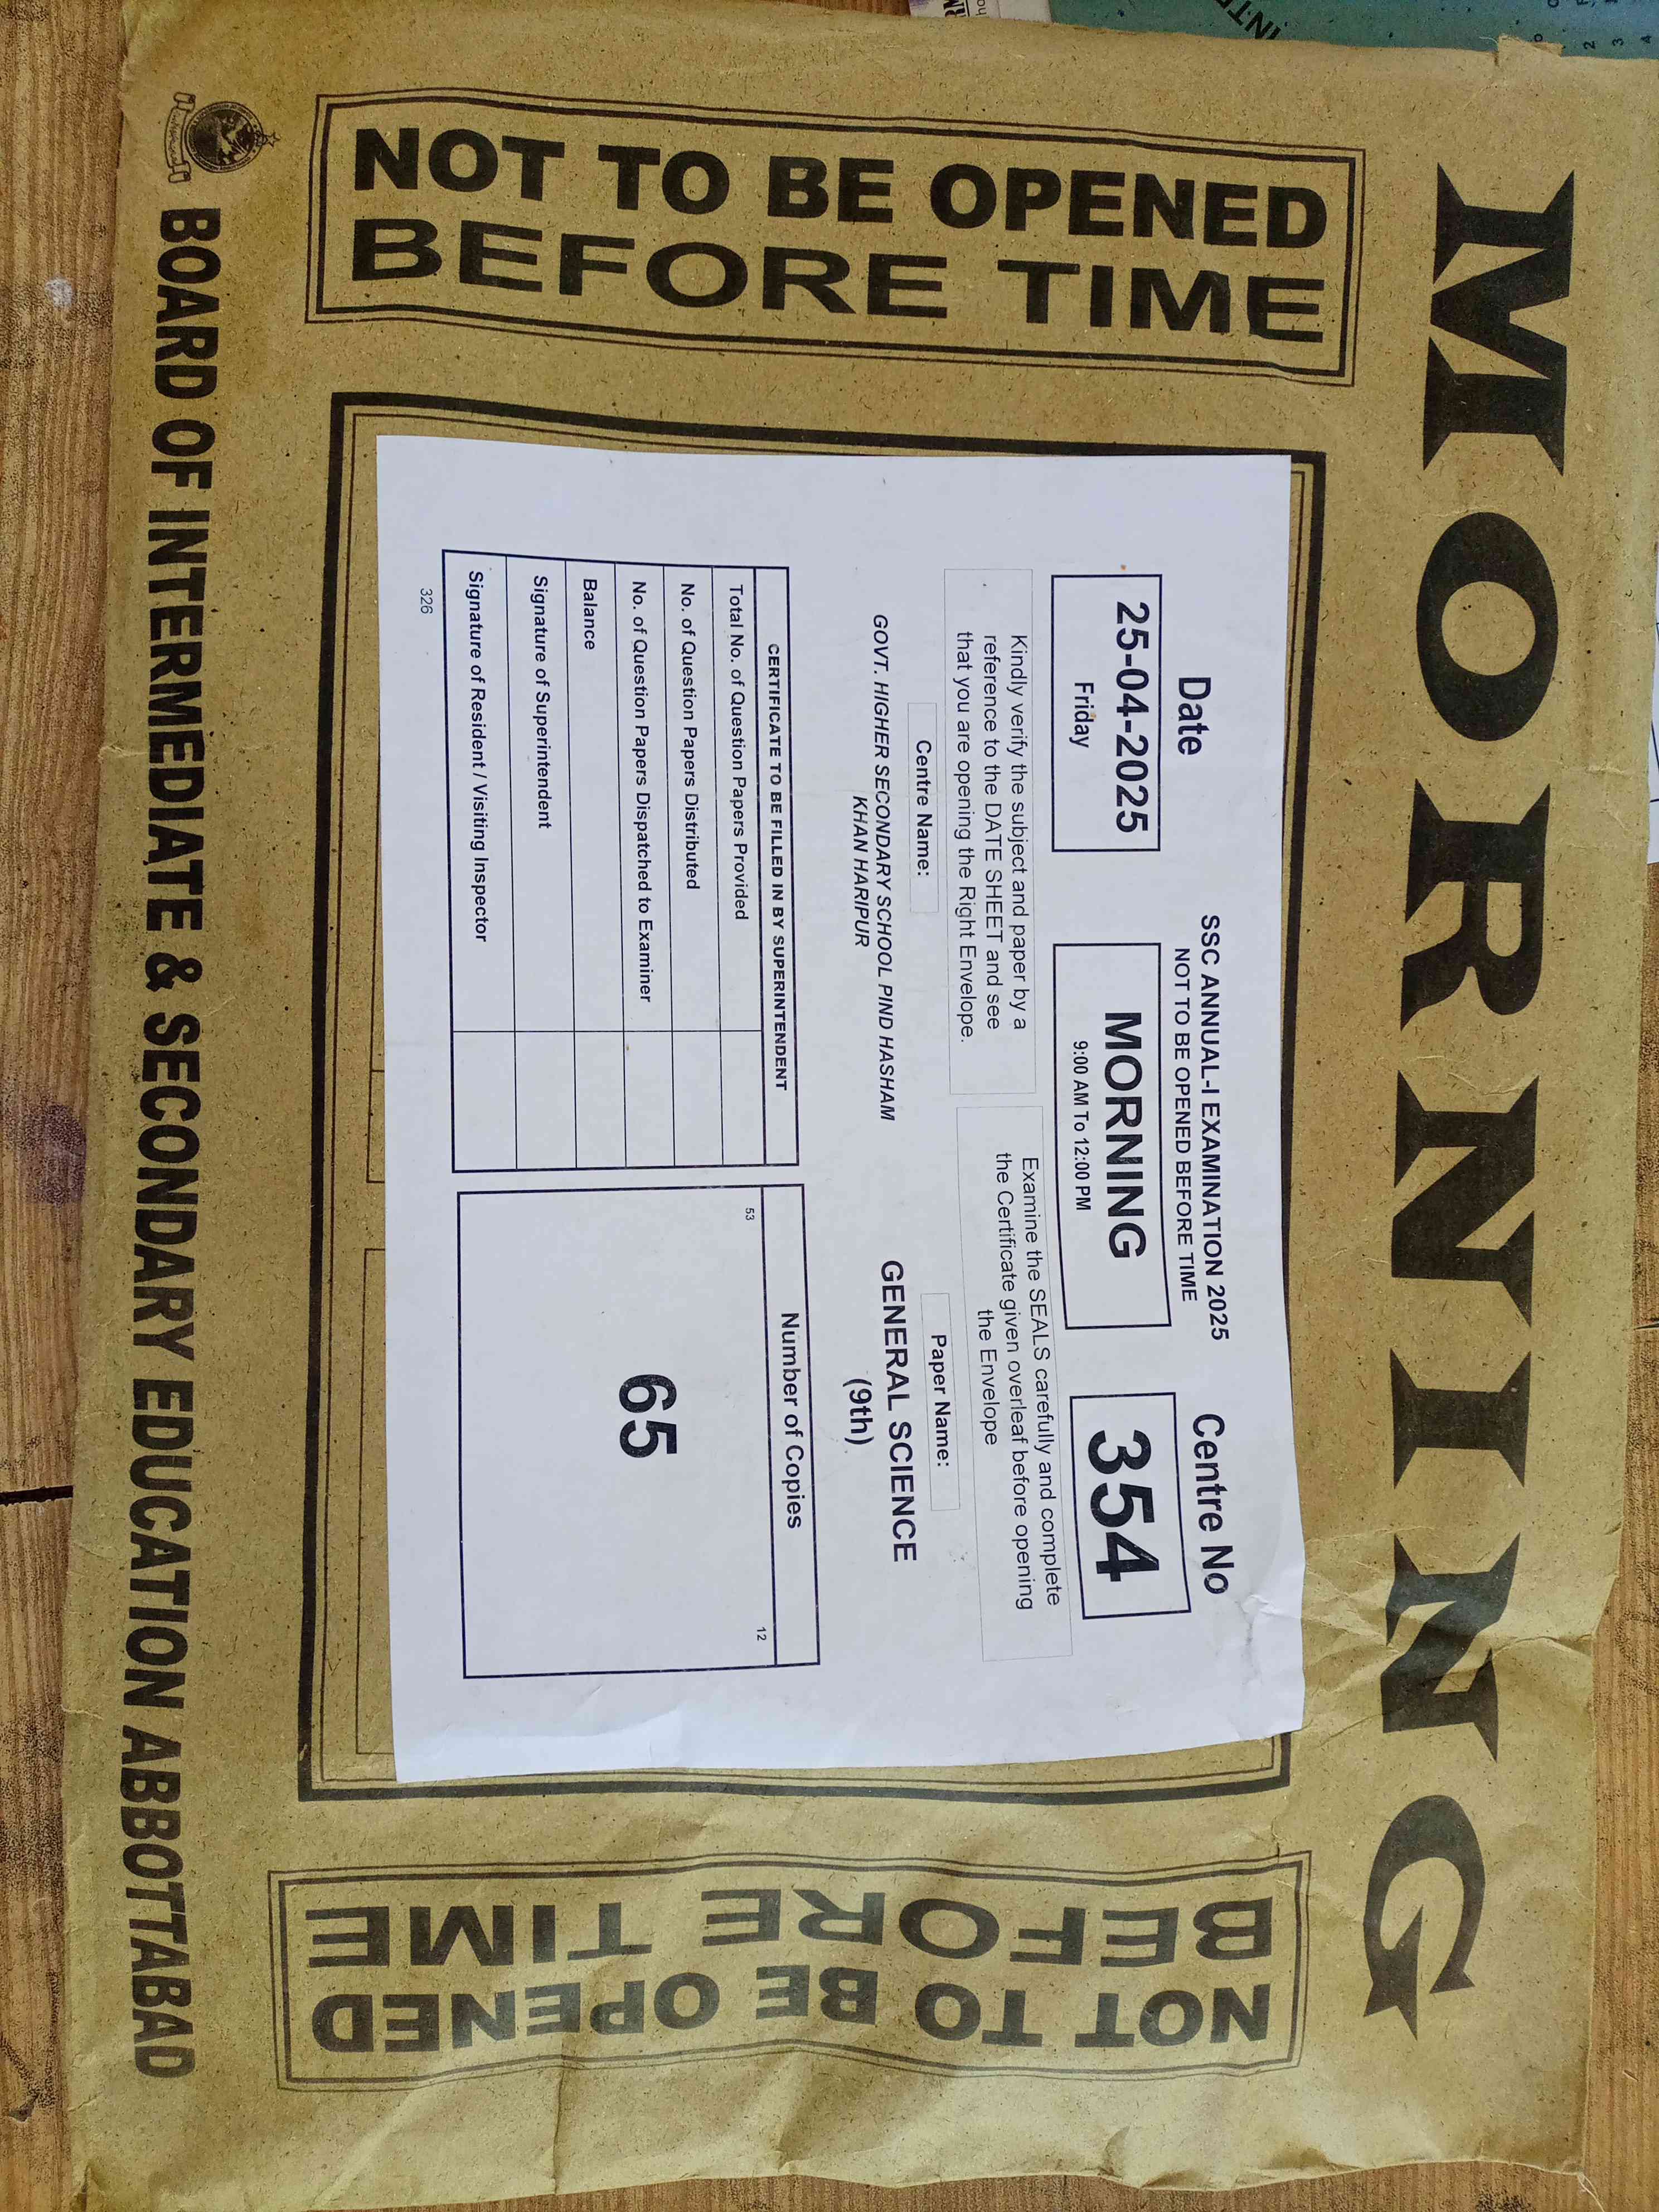 MORNING
NOT TO BE OPENED
BEFORE TIME
Date
25-04-2025
Friday
SSC ANNUAL-I EXAMINATION 2025
NOT TO BE OPENED BEFORE TIME
MORNING
9:00 AM To 12:00 PM
Centre No
354
Kindly verify the subject and paper by a
reference to the DATE SHEET and see
that you are opening the Right Envelope.
Examine the SEALS carefully and complete
the Certificate given overleaf before opening
the Envelope
Centre Name:
GOVT. HIGHER SECONDARY SCHOOL PIND HASHAM
KHAN HARIPUR
Paper Name:
GENERAL SCIENCE
(9th)
CERTIFICATE TO BE FILLED IN BY SUPERINTENDENT
Total No. of Question Papers Provided
No. of Question Papers Distributed
No. of Question Papers Dispatched to Examiner
Balance
Signature of Superintendent
Signature of Resident / Visiting Inspector
326
Number of Copies
53
12
65
NOT TO BE OPENED
BEFORE TIME
BOARD OF INTERMEDIATE & SECONDARY EDUCATION ABBOTTABAD